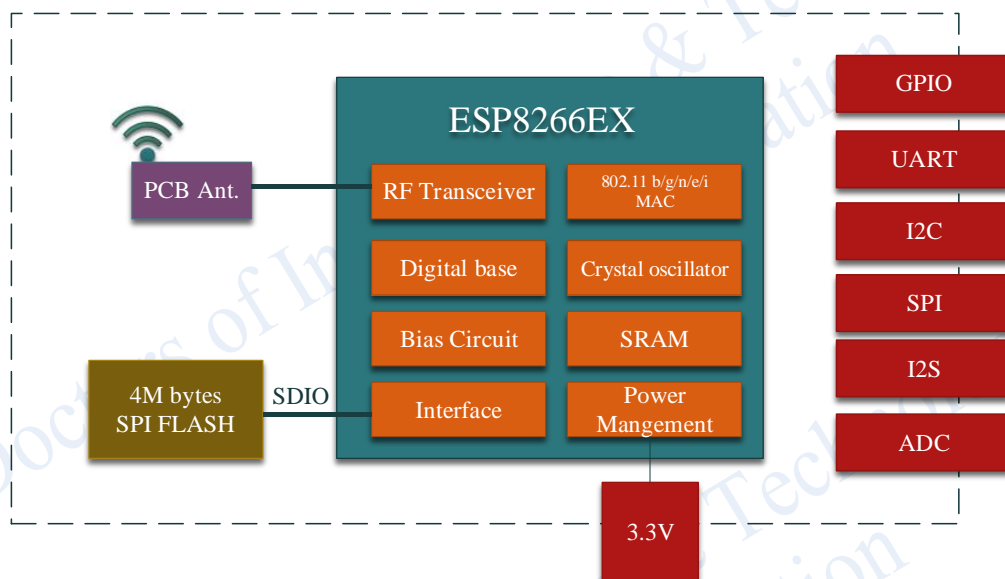 ESP8266EX
PCB Ant.
RF Transceiver
802.11 b/g/n/e/i
MAC
Digital base
Crystal oscillator
Bias Circuit
SRAM
4M bytes
SPI FLASH
SDIO
Interface
Power
Mangement
3.3V
GPIO
UART
I2C
SPI
I2S
ADC